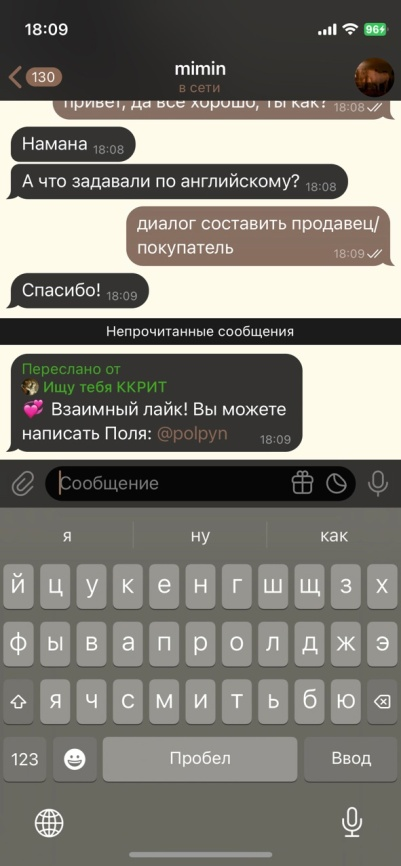 18:09
96
130
mimin
в сети
привет, да все хорошо, ты как? 18:08
Намана 18:08
А что задавали по английскому? 18:08
диалог составить продавец/
покупатель 18:09
Спасибо! 18:09
Непрочитанные сообщения
Переслано от
Ищу тебя ККРИТ
Взаимный лайк! Вы можете
написать Поля: @polpyn 18:09
Сообщение
я ну как
й ц у к е н г ш щ з х
ф ы в а п р о л д ж э
я ч с м и т ь б ю
123 Пробел Ввод